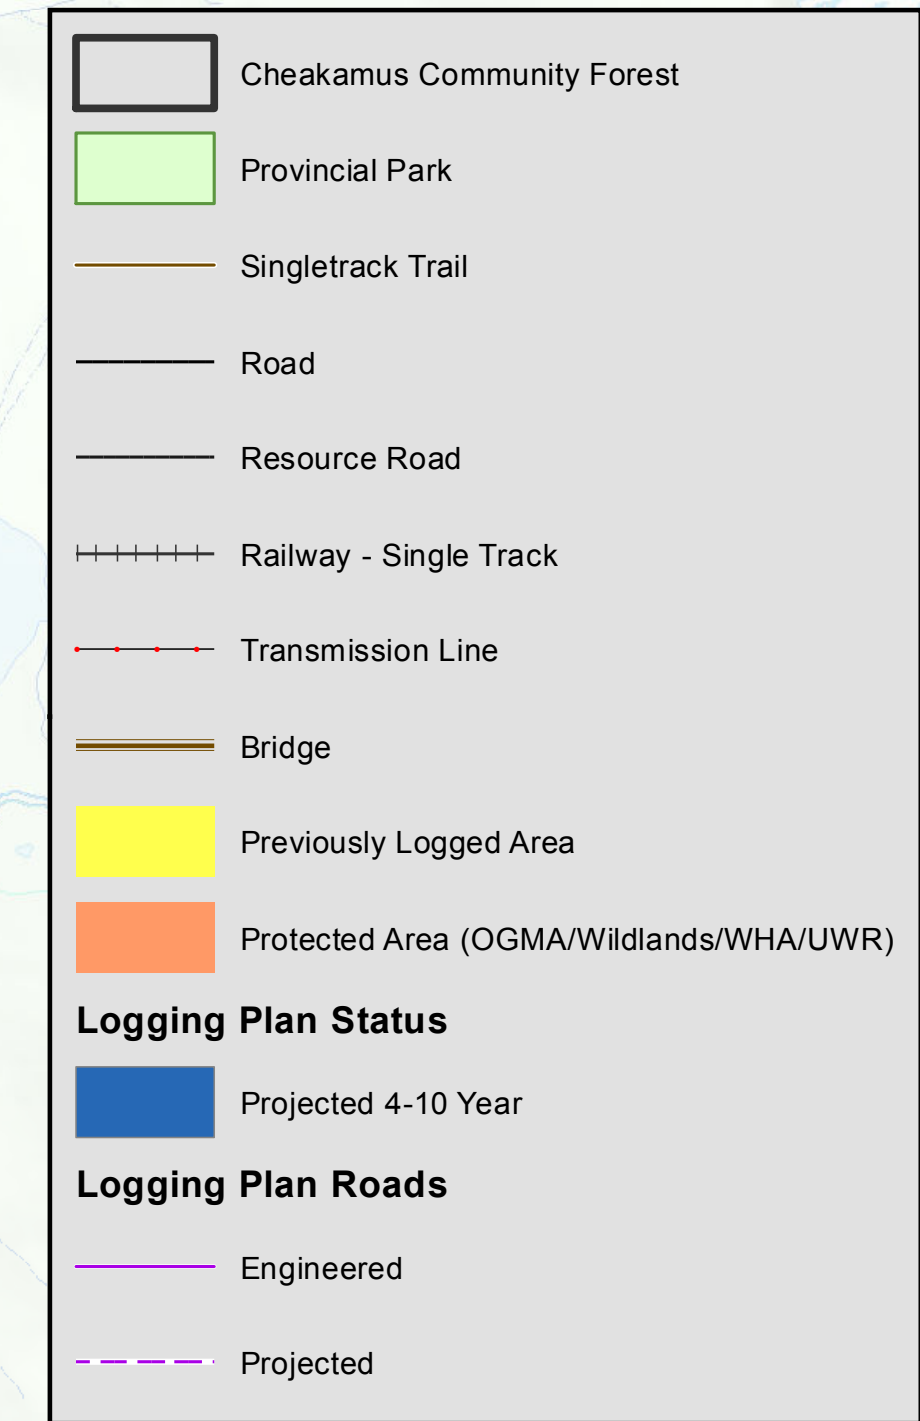 Cheakamus Community Forest
Provincial Park
Singletrack Trail
Road
Resource Road
Railway - Single Track
Transmission Line
Bridge
Previously Logged Area
Protected Area (OGMA/Wildlands/WHA/UWR)
Logging Plan Status
Projected 4-10 Year
Logging Plan Roads
Engineered
Projected